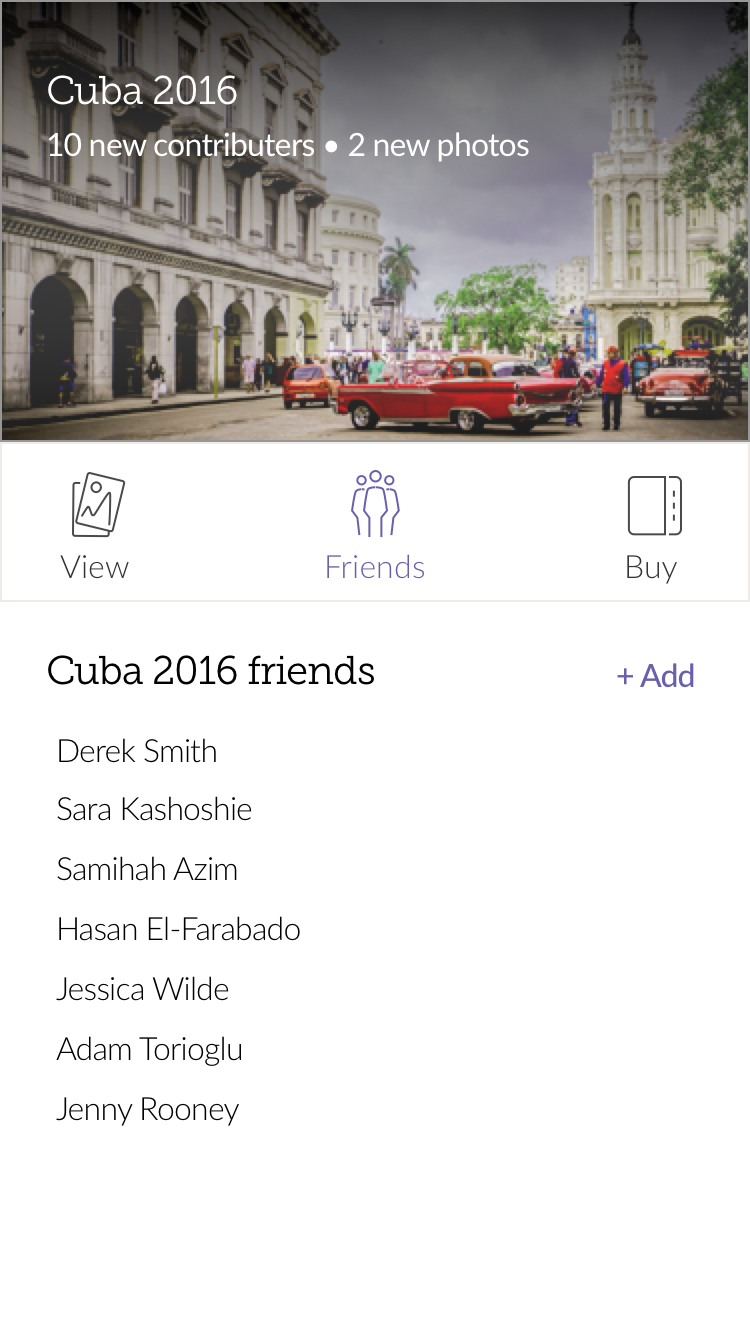 Cuba 2016
10 new contributers • 2 new photos
View Friends Buy
Cuba 2016 friends + Add
Derek Smith
Sara Kashoshie
Samihah Azim
Hasan El-Farabado
Jessica Wilde
Adam Torioglu
Jenny Rooney